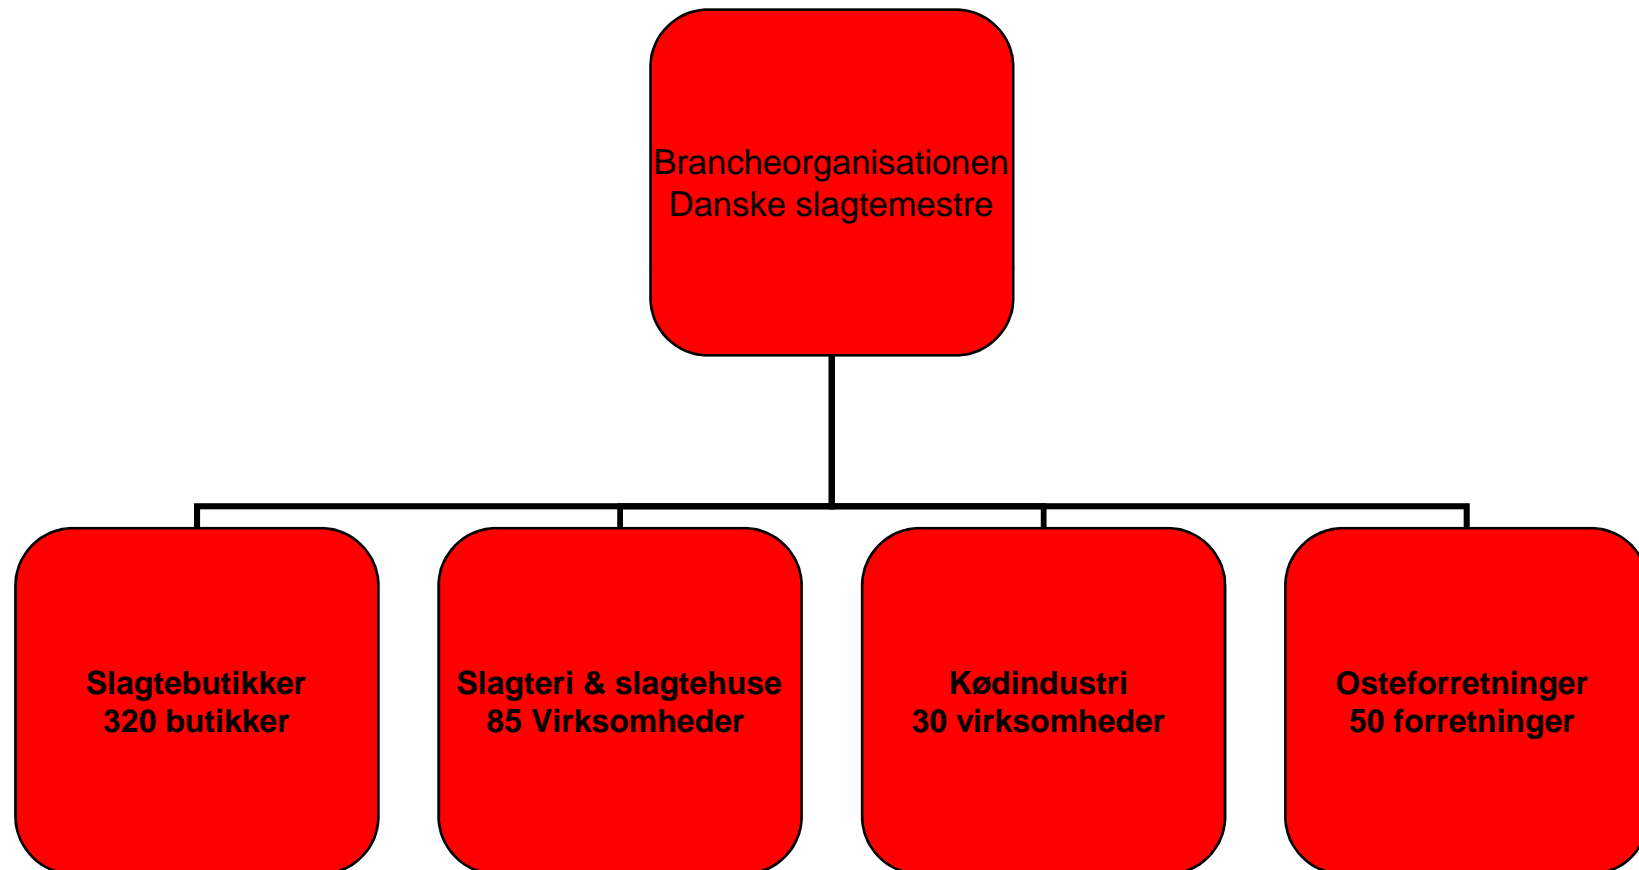 Brancheorganisationen
Danske slagtemestre
Slagtebutikker
320 butikker
Slagteri & slagtehuse
85 Virksomheder
Kødindustri
30 virksomheder
Osteforretninger
50 forretninger